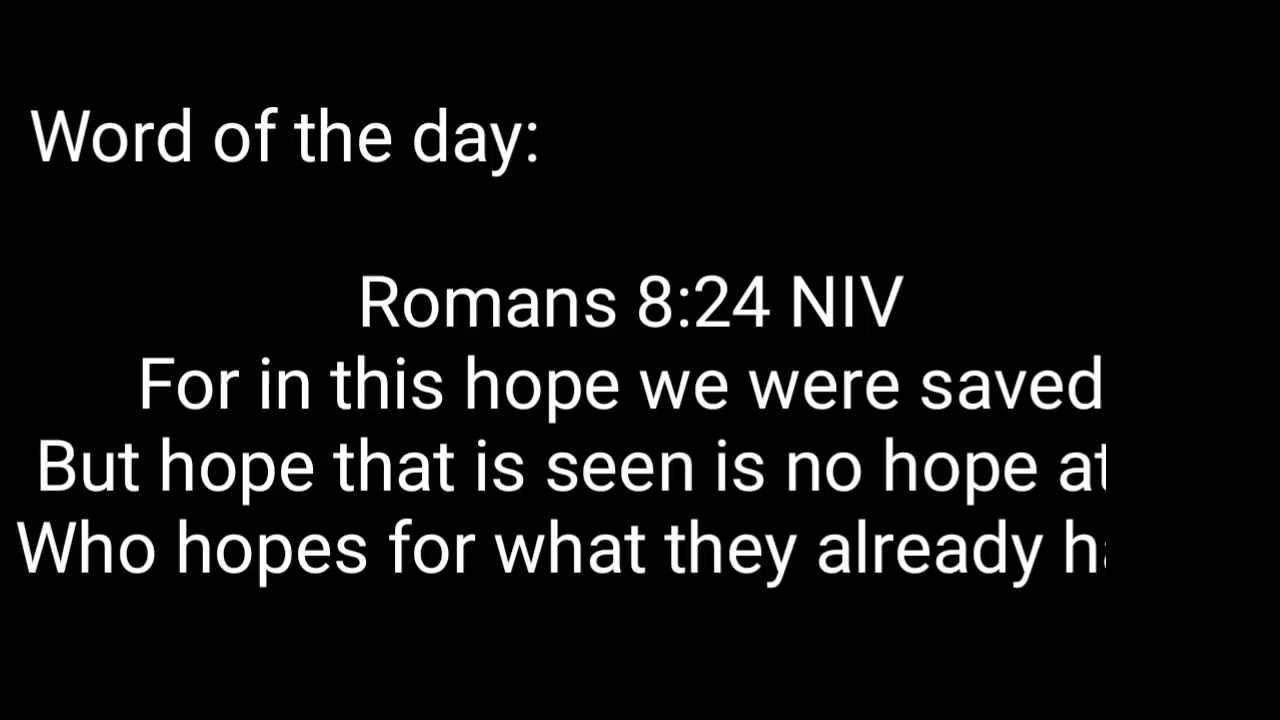 Word of the day:
Romans 8:24 NIV
For in this hope we were saved
But hope that is seen is no hope at
Who hopes for what they already